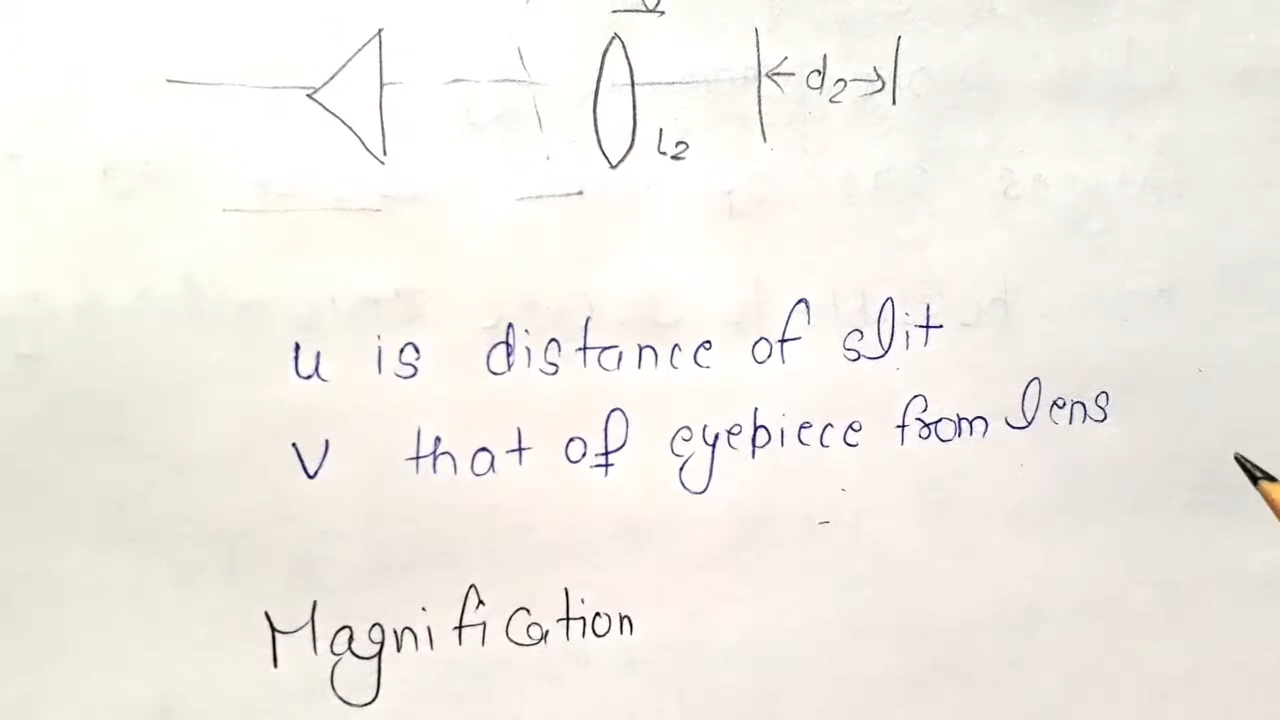 ← d2 →
L2
u is distance of slit
v that of eyepiece from lens
Magnification